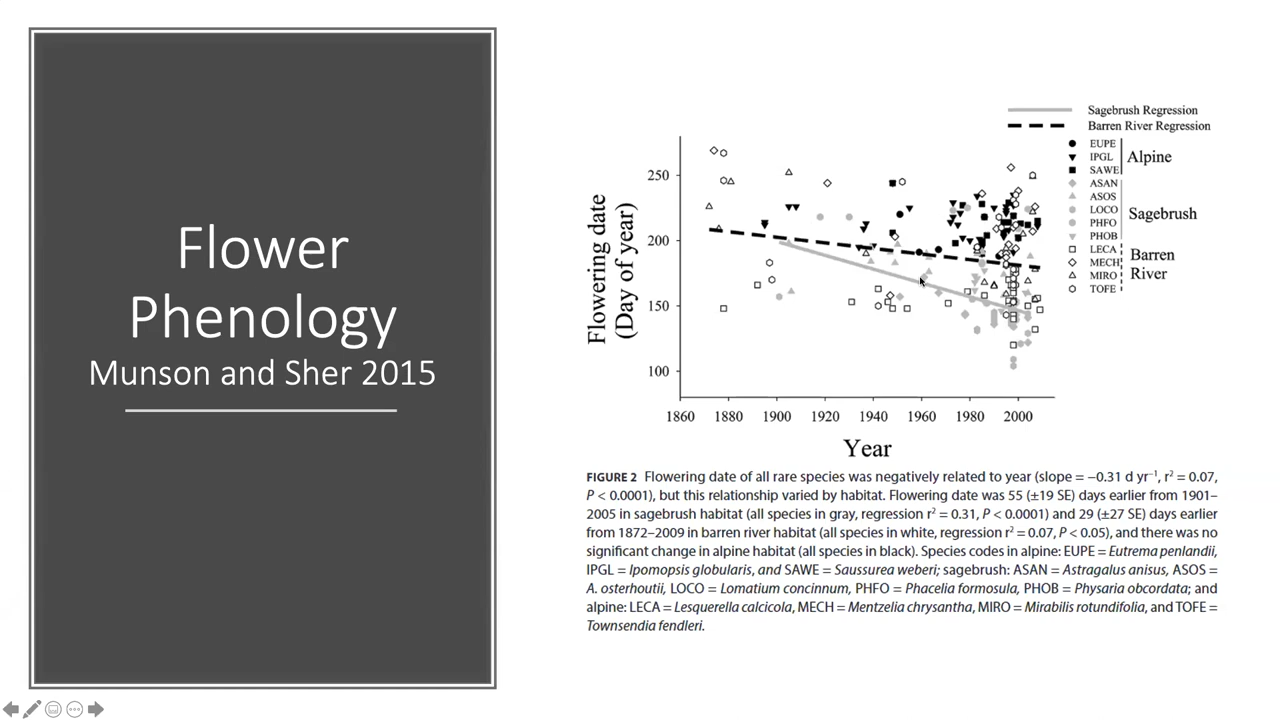 Flower
Phenology
Munson and Sher 2015
Sagebrush Regression
Barren River Regression
EUPE
IPGL
SAWE
Alpine
ASAN
ASOS
LOCO
PHFO
PHOB
Sagebrush
LECA
MECH
MIRO
TOFE
Barren
River
Flowering date
(Day of year)
250
200
150
100
1860 1880 1900 1920 1940 1960 1980 2000
Year
FIGURE 2 Flowering date of all rare species was negatively related to year (slope = −0.31 d yr⁻¹, r² = 0.07,
P < 0.0001), but this relationship varied by habitat. Flowering date was 55 (±19 SE) days earlier from 1901–
2005 in sagebrush habitat (all species in gray, regression r² = 0.31, P < 0.0001) and 29 (±27 SE) days earlier
from 1872–2009 in barren river habitat (all species in white, regression r² = 0.07, P < 0.05), and there was no
significant change in alpine habitat (all species in black). Species codes in alpine: EUPE = Eutrema penlandii,
IPGL = Ipomopsis globularis, and SAWE = Saussurea weberi; sagebrush: ASAN = Astragalus anisus, ASOS =
A. osterhoutii, LOCO = Lomatium concinnum, PHFO = Phacelia formosula, PHOB = Physaria obcordata; and
alpine: LECA = Lesquerella calcicola, MECH = Mentzelia chrysantha, MIRO = Mirabilis rotundifolia, and TOFE =
Townsendia fendleri.